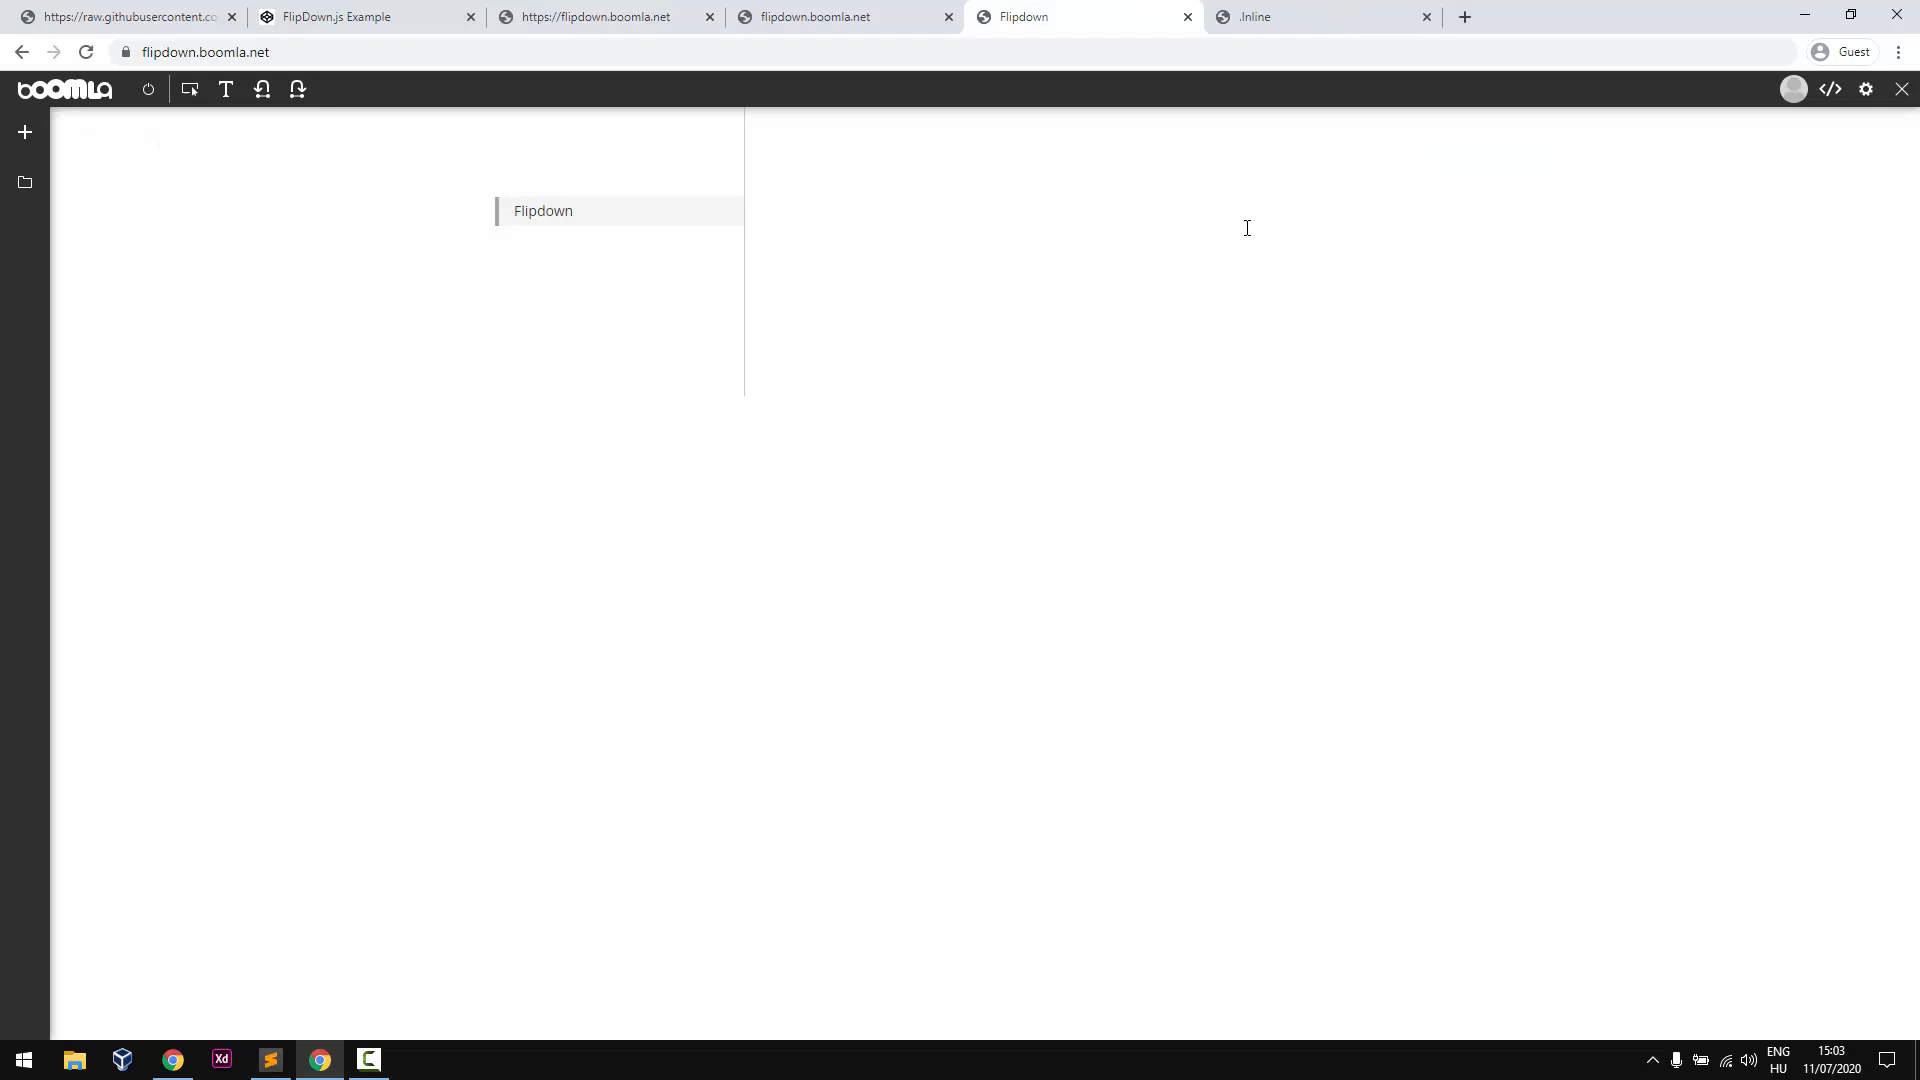 https://raw.githubusercontent.co
FlipDown.js Example
https://flipdown.boomla.net
flipdown.boomla.net
Flipdown
.Inline
flipdown.boomla.net
Guest
boomla
Flipdown
Xd
ENG
HU
15:03
11/07/2020